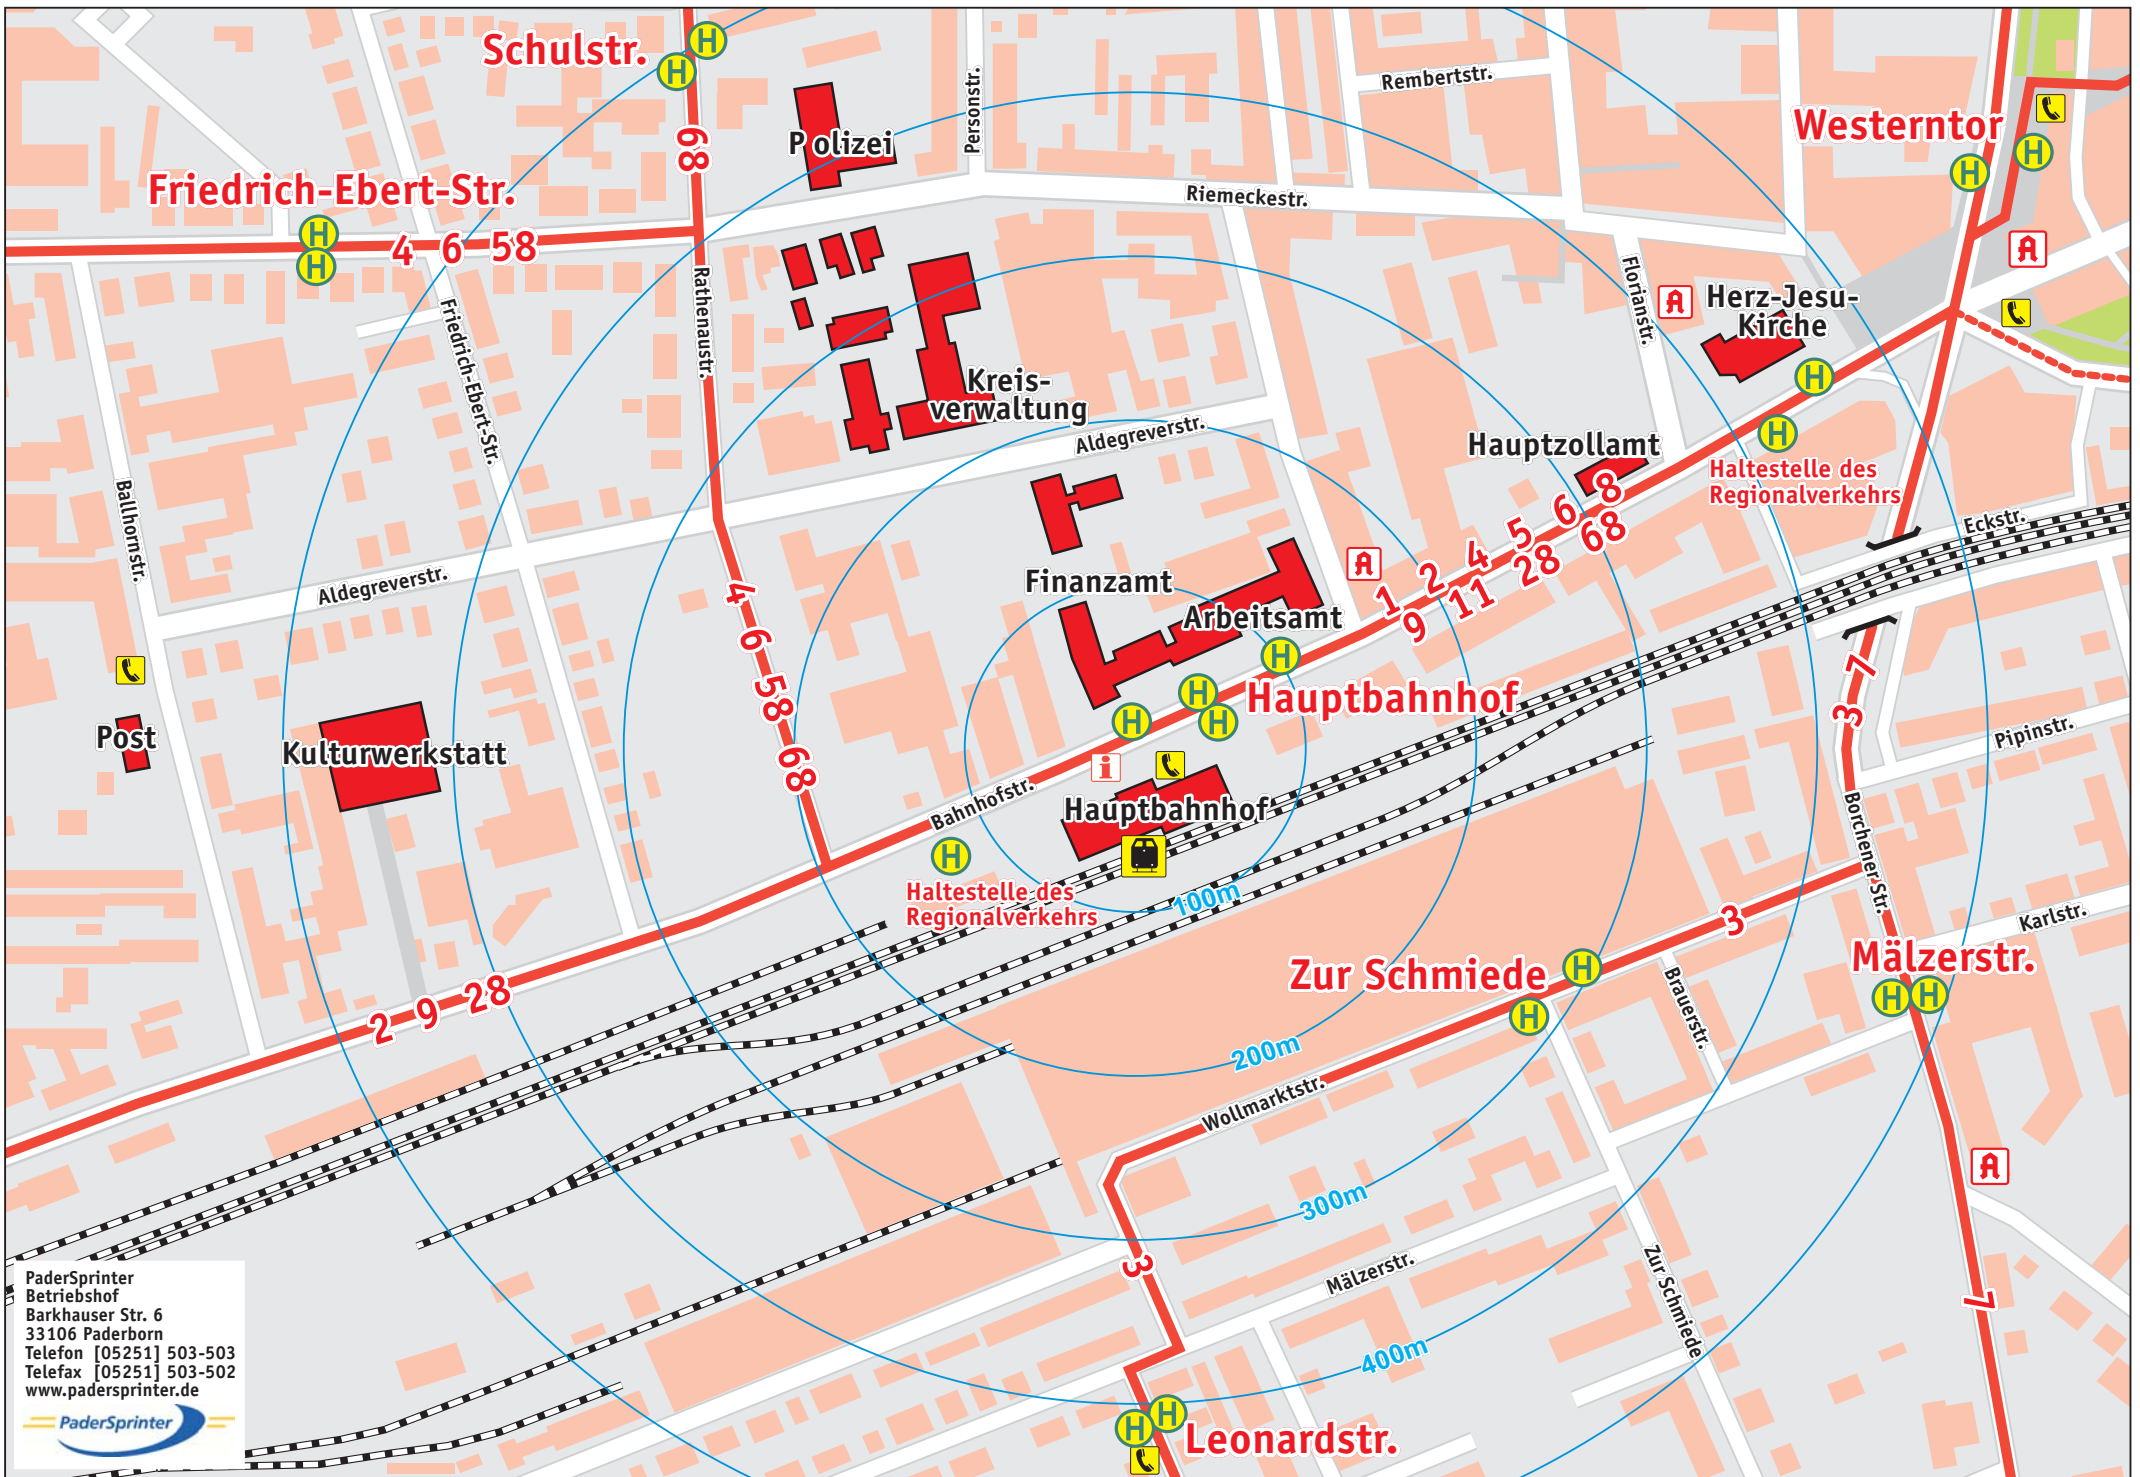 Schulstr.
H
H
68
Polizei
Personstr.
Rembertstr.
Westerntor
H
H
Friedrich-Ebert-Str.
H
H
4 6 58
Riemeckestr.
A
Rathenaustr.
Friedrich-Ebert-Str.
Florianstr.
A
Herz-Jesu-
Kirche
H
Kreis-
verwaltung
Aldegreverstr.
Hauptzollamt
H
Haltestelle des
Regionalverkehrs
Ballhornstr.
Eckstr.
Aldegreverstr.
Finanzamt
Arbeitsamt
A
1 2 4 5 6 8
9 11 28 68
4 6 58 68
H
H
H
H
Hauptbahnhof
7
3
Pipinstr.
Post
Kulturwerkstatt
i
Hauptbahnhof
Bahnhofstr.
H
Haltestelle des
Regionalverkehrs
100m
Borchener Str.
Karlstr.
3
Mälzerstr.
H H
Zur Schmiede
H
H
Brauerstr.
2 9 28
200m
Wollmarktstr.
A
300m
3
Mälzerstr.
Zur Schmiede
7
400m
H
H
Leonardstr.
PaderSprinter
Betriebshof
Barkhauser Str. 6
33106 Paderborn
Telefon [05251] 503-503
Telefax [05251] 503-502
www.padersprinter.de
PaderSprinter